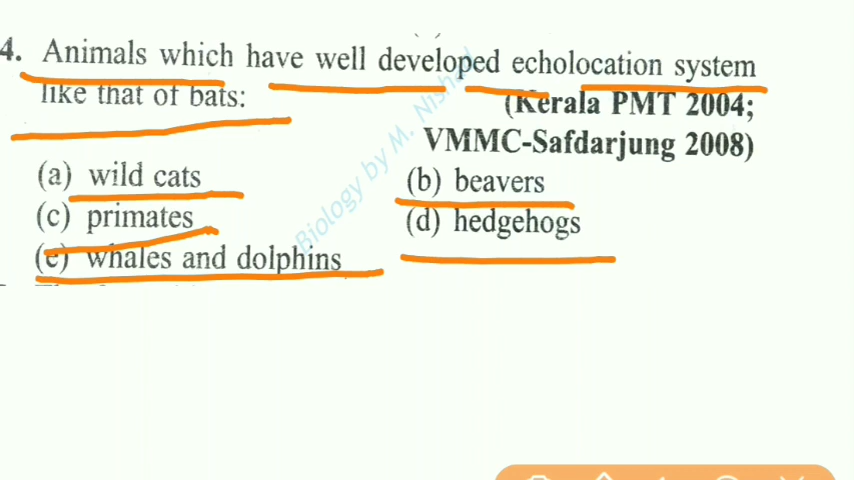 4. Animals which have well developed echolocation system
like that of bats: (Kerala PMT 2004;
VMMC-Safdarjung 2008)
(a) wild cats (b) beavers
(c) primates (d) hedgehogs
(e) whales and dolphins
Biology by M. Nishad